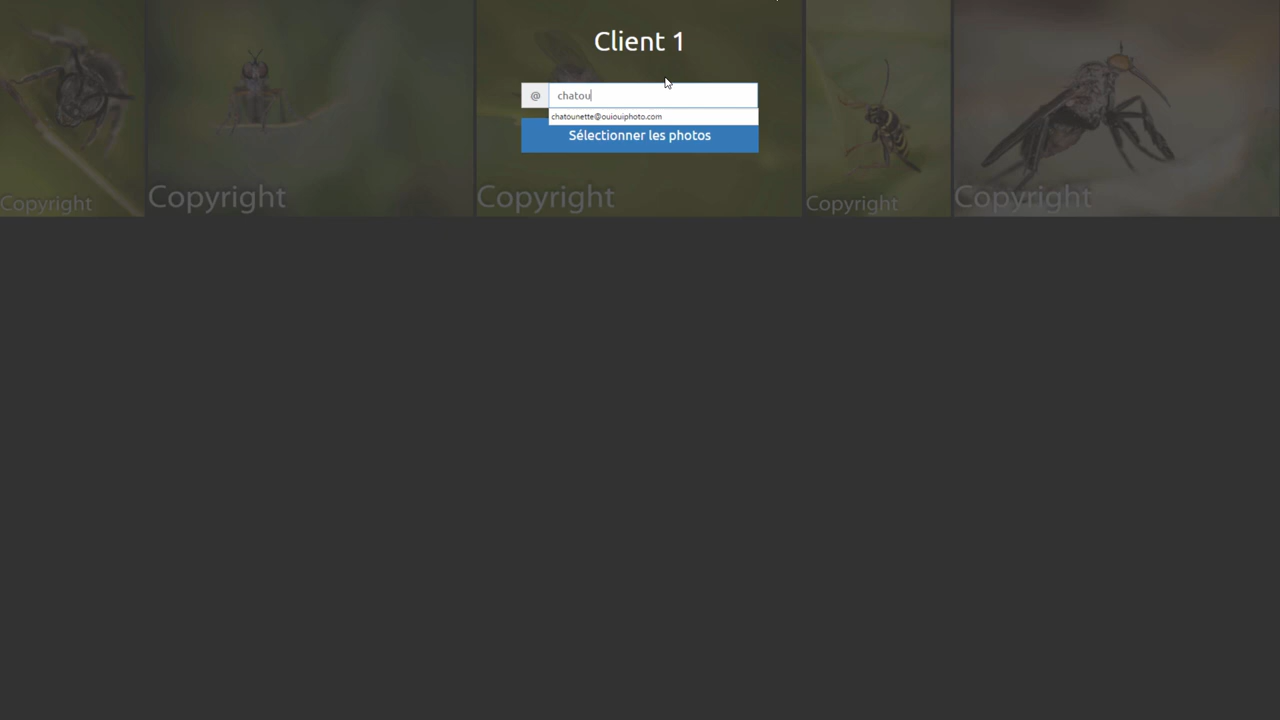 Client 1
@ chatou
chatounette@ouiouiphoto.com
Sélectionner les photos
Copyright
Copyright
Copyright
Copyright
Copyright